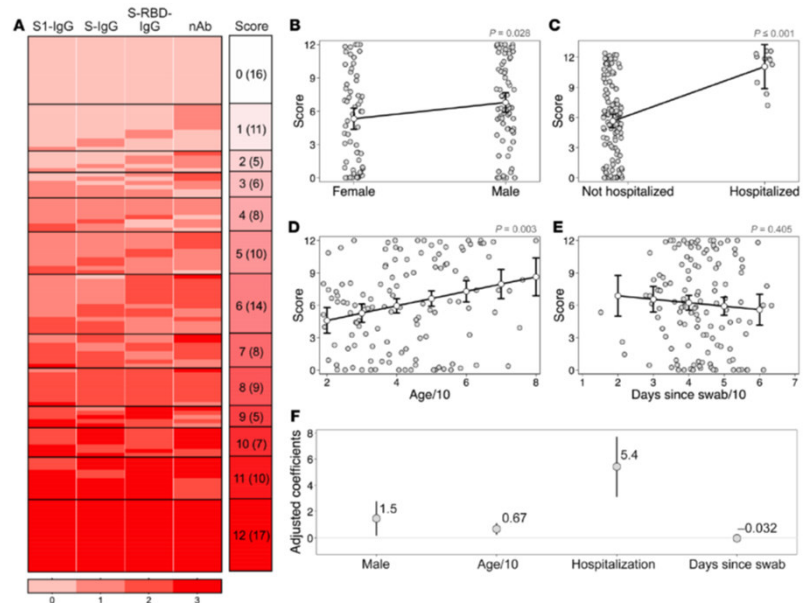 A
S1-IgG S-IgG S-RBD-IgG nAb Score
0 (16)
1 (11)
2 (5)
3 (6)
4 (8)
5 (10)
6 (14)
7 (8)
8 (9)
9 (5)
10 (7)
11 (10)
12 (17)
0 1 2 3
B
P = 0.028
Score
12
9
6
3
0
Female Male
C
P ≤ 0.001
Score
12
9
6
3
0
Not hospitalized Hospitalized
D
P = 0.003
Score
12
9
6
3
0
2 4 6 8
Age/10
E
P = 0.405
Score
12
9
6
3
0
1 2 3 4 5 6 7
Days since swab/10
F
Adjusted coefficients
8
6
4
2
0
1.5
0.67
5.4
−0.032
Male Age/10 Hospitalization Days since swab